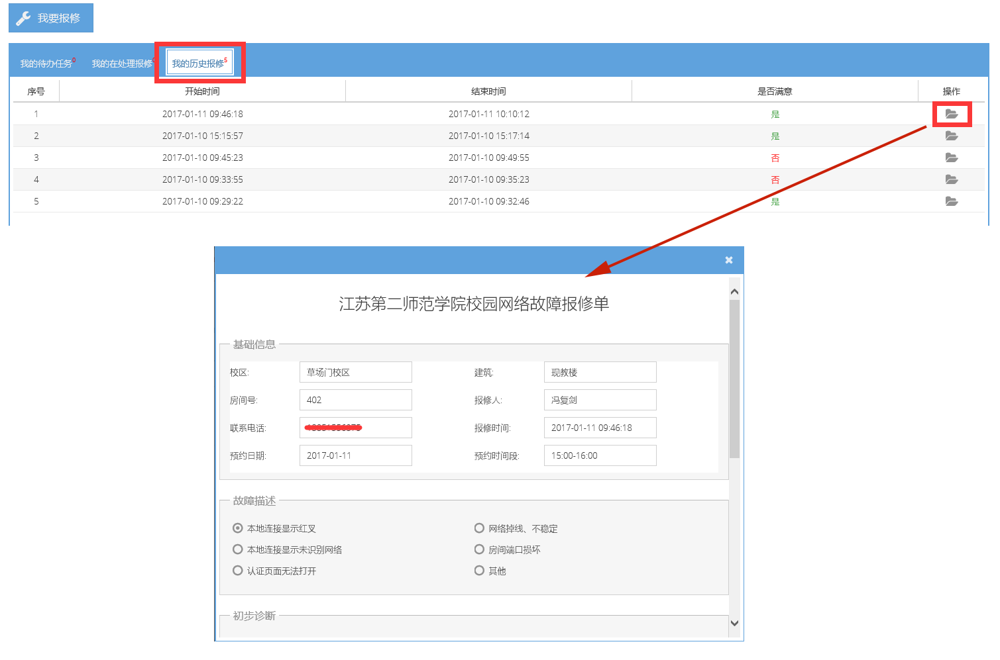 我要报修
我的待办任务0 我的在处理报修 我的历史报修5
序号 开始时间 结束时间 是否满意 操作
1 2017-01-11 09:46:18 2017-01-11 10:10:12 是
2 2017-01-10 15:15:57 2017-01-10 15:17:14 是
3 2017-01-10 09:45:23 2017-01-10 09:49:55 否
4 2017-01-10 09:33:55 2017-01-10 09:35:23 否
5 2017-01-10 09:29:22 2017-01-10 09:32:46 是
江苏第二师范学院校园网络故障报修单
基础信息
校区: 草场门校区 建筑: 现教楼
房间号: 402 报修人: 冯复剑
联系电话: 报修时间: 2017-01-11 09:46:18
预约日期: 2017-01-11 预约时间段: 15:00-16:00
故障描述
本地连接显示红叉 网络掉线、不稳定
本地连接显示未识别网络 房间端口损坏
认证页面无法打开 其他
初步诊断